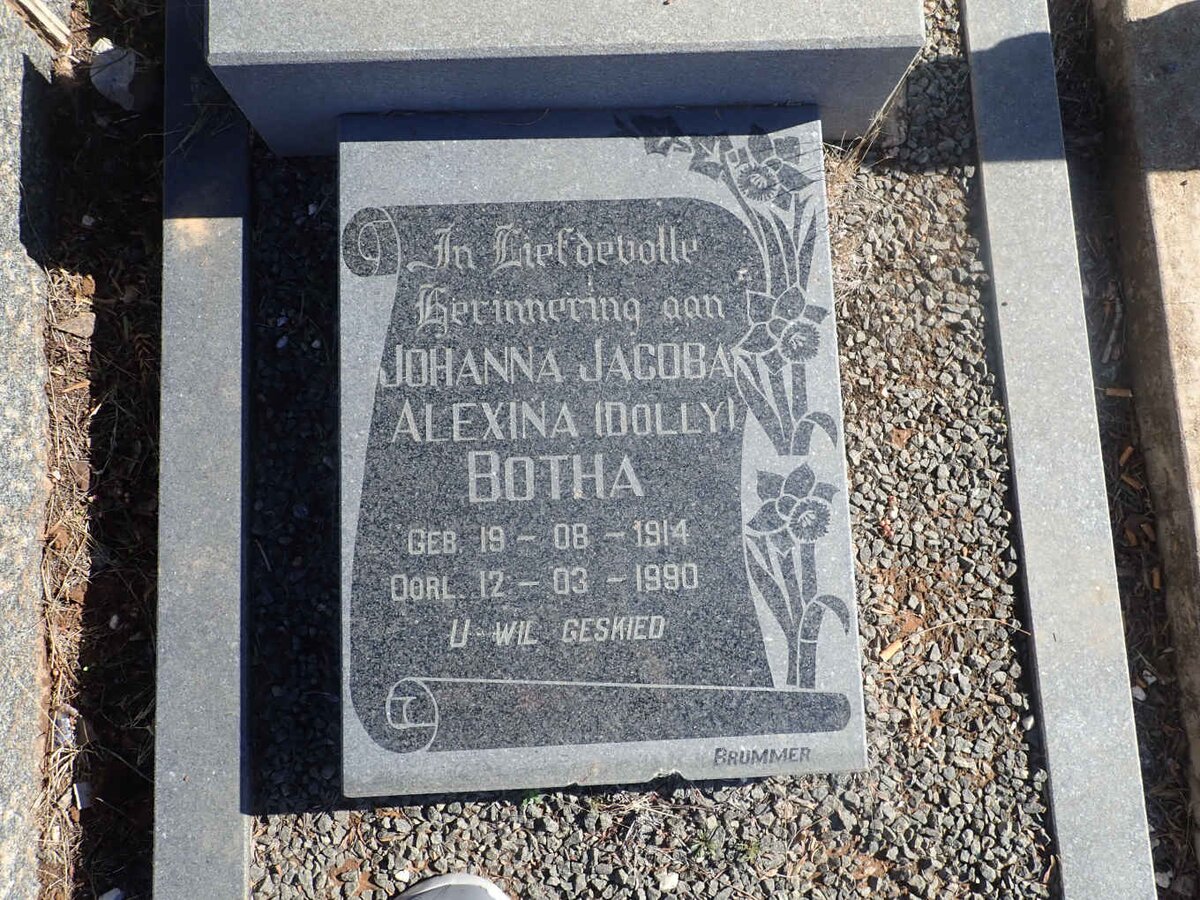 In Liefdevolle
Herinnering aan
JOHANNA JACOBA
ALEXINA (DOLLY)
BOTHA
GEB. 19 - 08 - 1914
OORL. 12 - 03 - 1990
U WIL GESKIED
BRUMMER